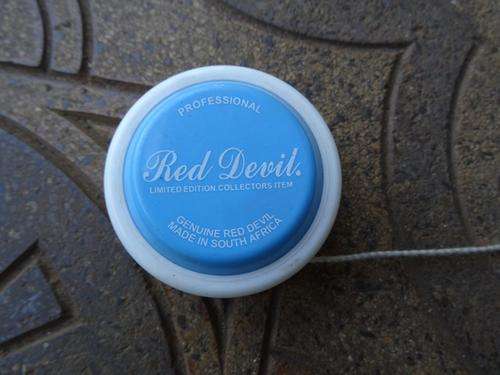 PROFESSIONAL
Red Devil.
LIMITED EDITION COLLECTORS ITEM
GENUINE RED DEVIL
MADE IN SOUTH AFRICA